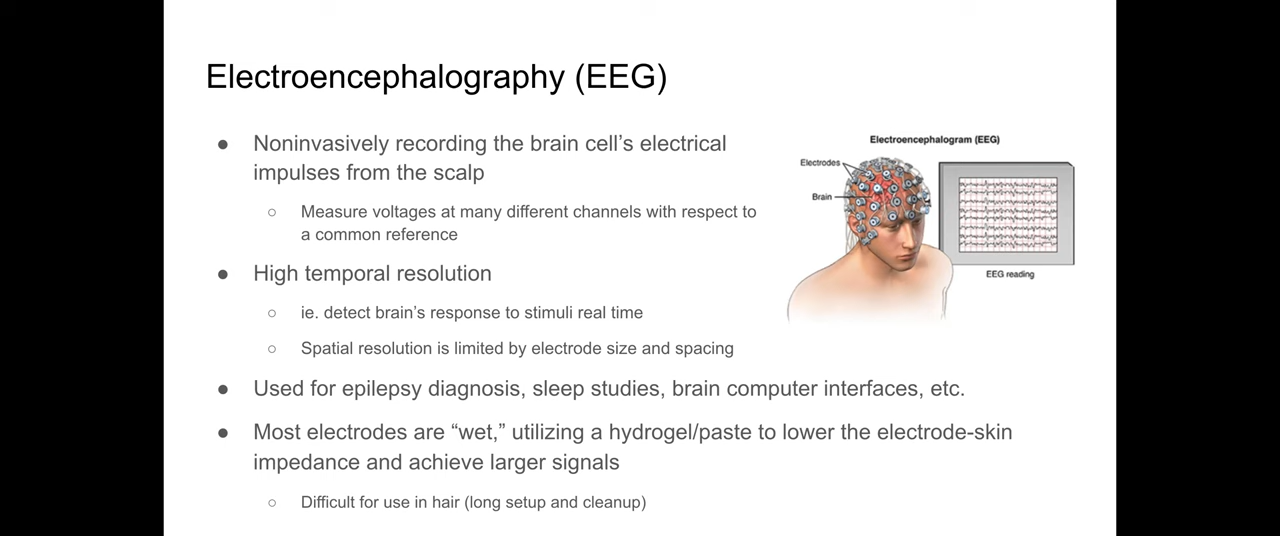 Electroencephalography (EEG)
● Noninvasively recording the brain cell’s electrical
impulses from the scalp
○ Measure voltages at many different channels with respect to
a common reference
● High temporal resolution
○ ie. detect brain’s response to stimuli real time
○ Spatial resolution is limited by electrode size and spacing
● Used for epilepsy diagnosis, sleep studies, brain computer interfaces, etc.
● Most electrodes are “wet,” utilizing a hydrogel/paste to lower the electrode-skin
impedance and achieve larger signals
○ Difficult for use in hair (long setup and cleanup)
Electroencephalogram (EEG)
Electrodes
Brain
EEG reading